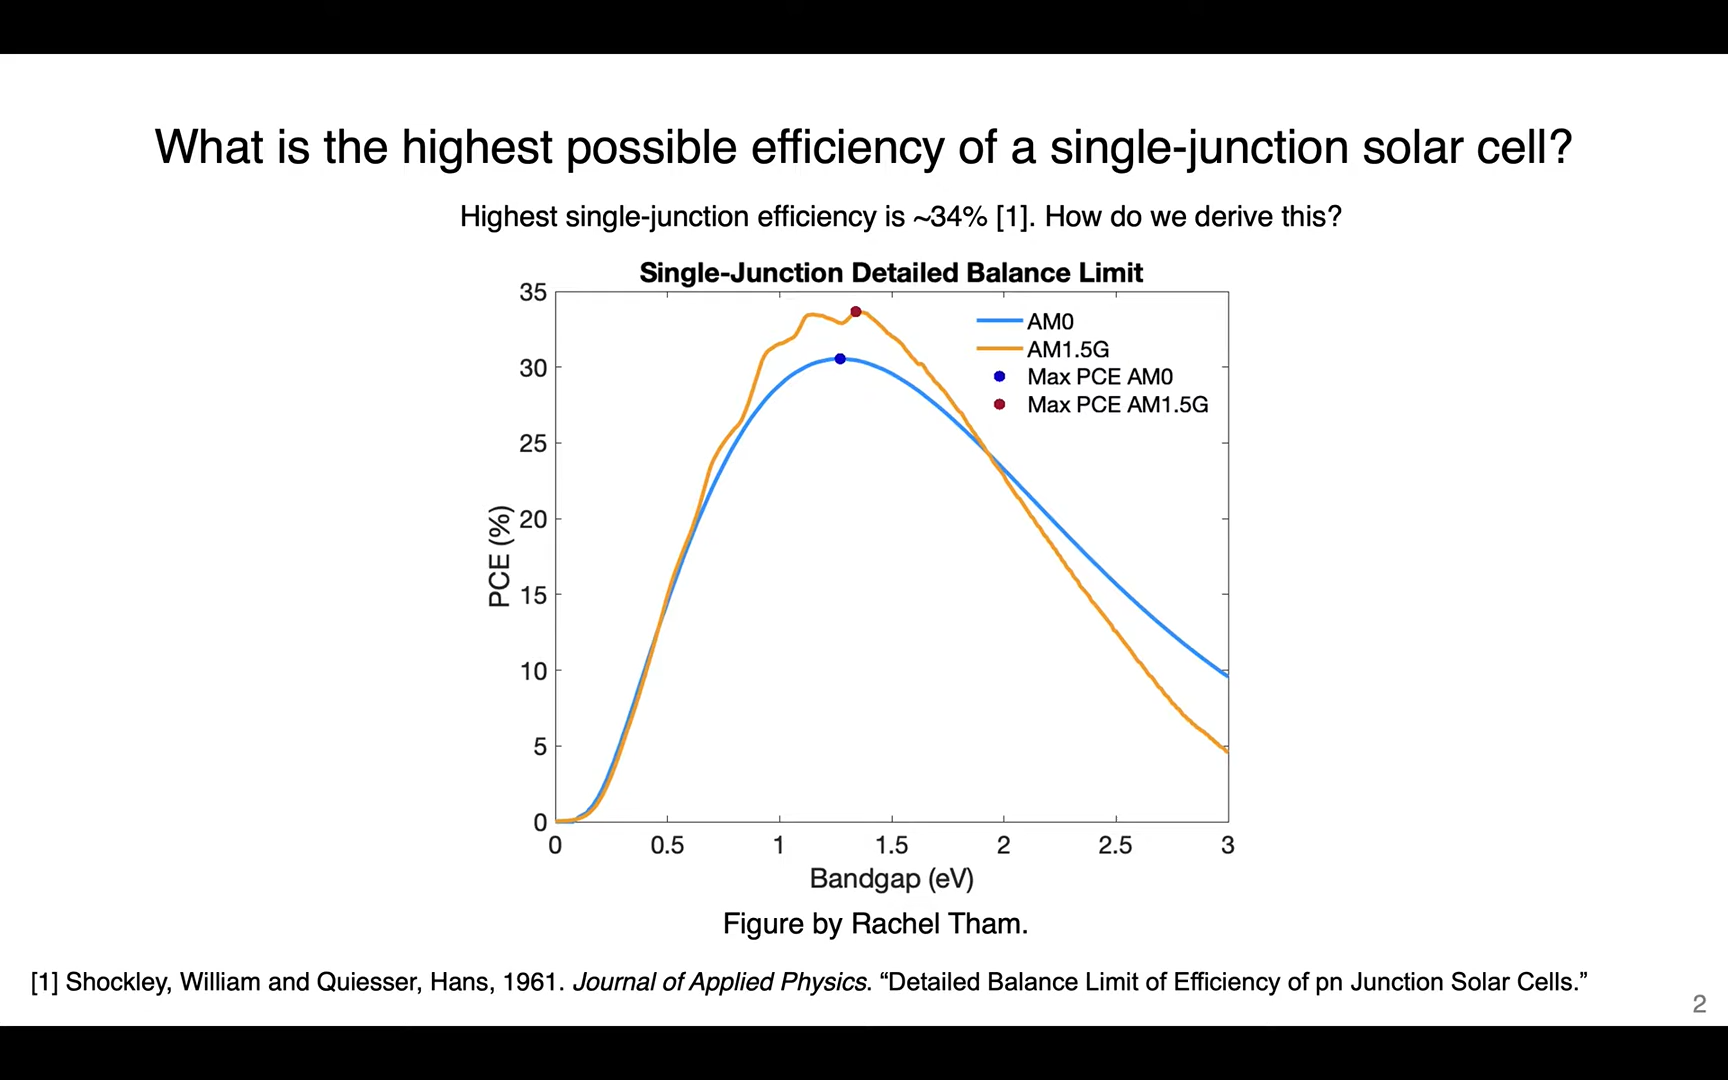 What is the highest possible efficiency of a single-junction solar cell?
Highest single-junction efficiency is ~34% [1]. How do we derive this?
Single-Junction Detailed Balance Limit
35
30
25
20
15
10
5
0
PCE (%)
AM0
AM1.5G
Max PCE AM0
Max PCE AM1.5G
0 0.5 1 1.5 2 2.5 3
Bandgap (eV)
Figure by Rachel Tham.
[1] Shockley, William and Quiesser, Hans, 1961. Journal of Applied Physics. “Detailed Balance Limit of Efficiency of pn Junction Solar Cells.”
2